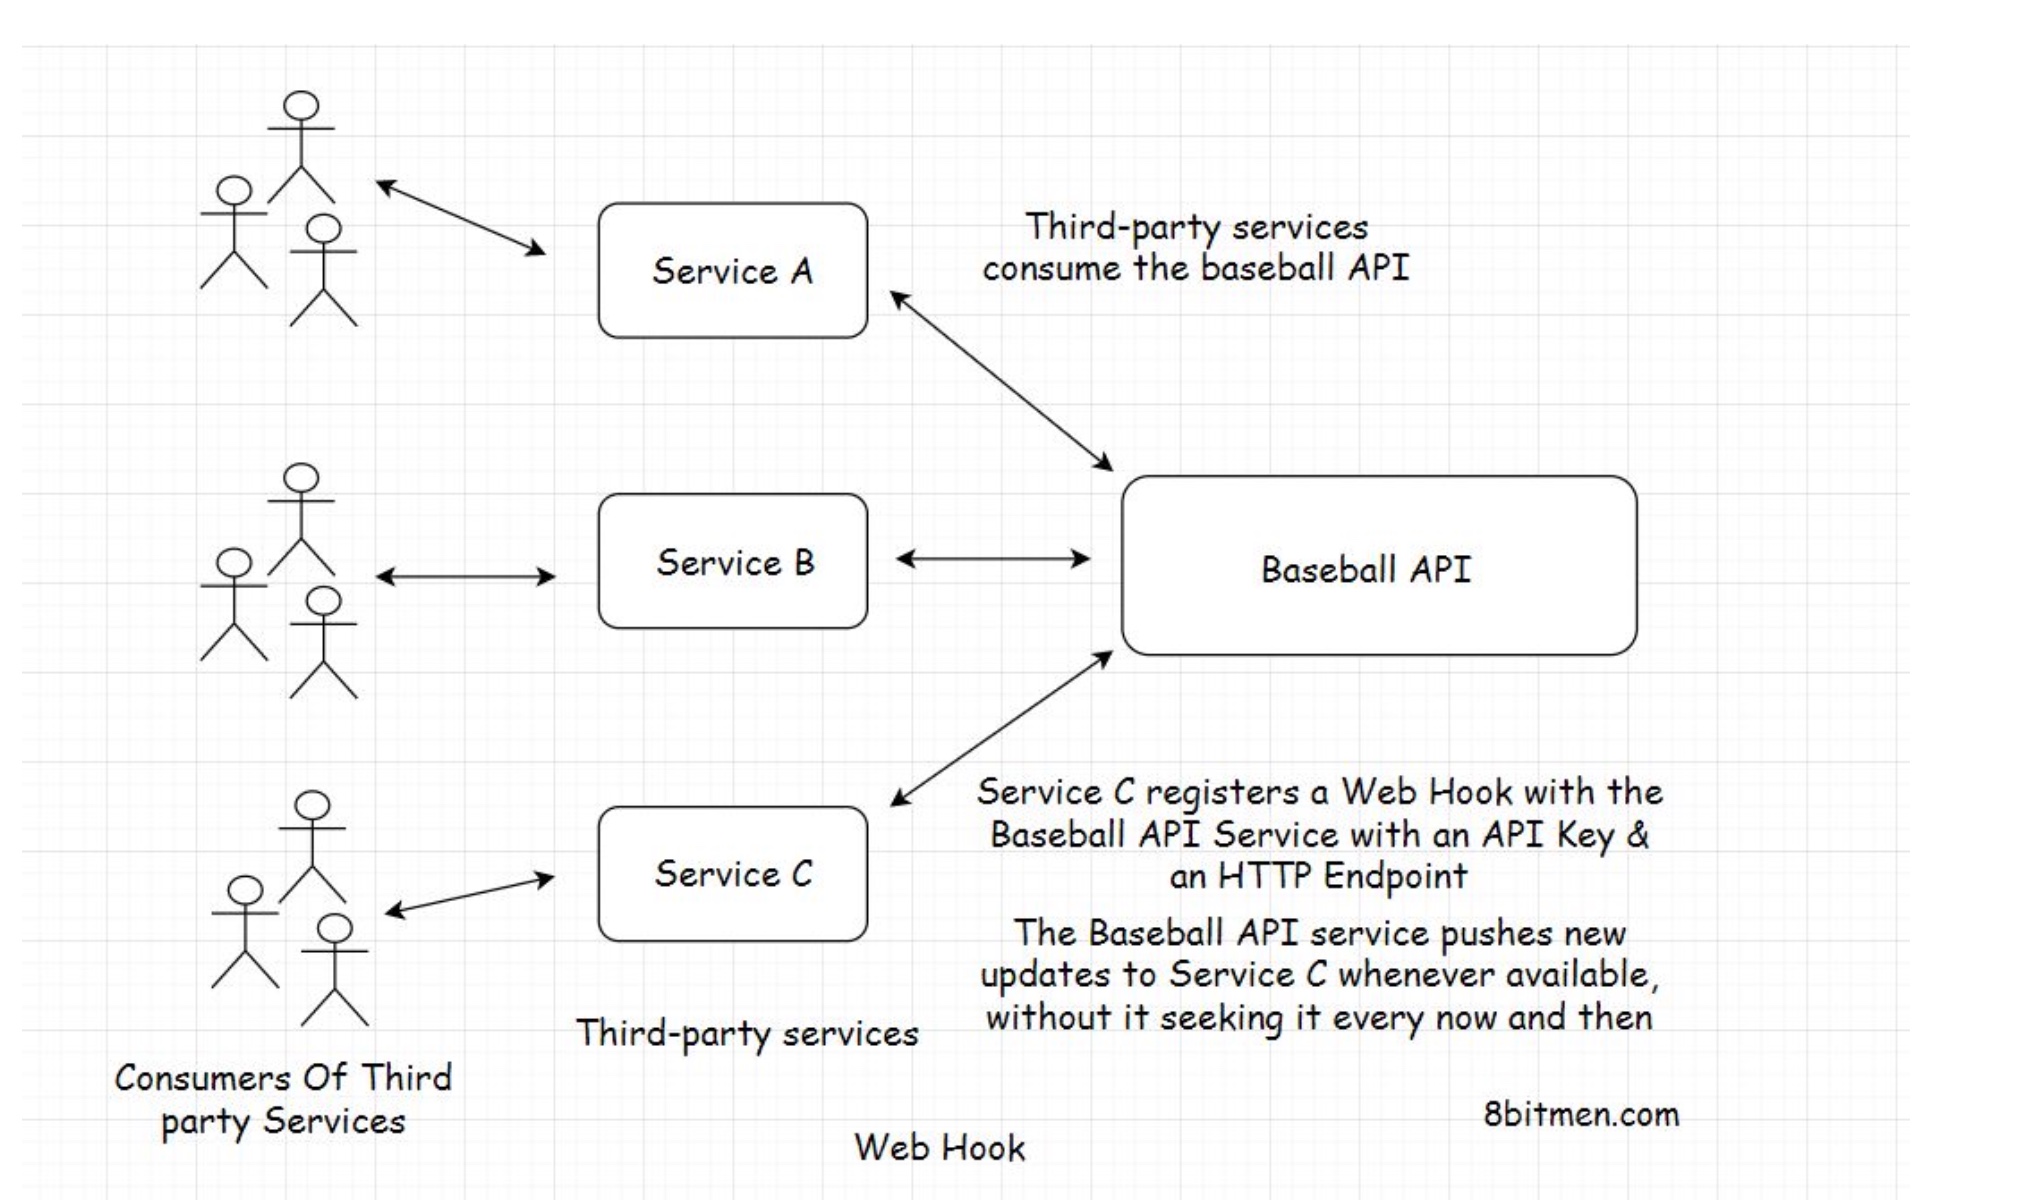 Service A
Third-party services
consume the baseball API
Service B
Baseball API
Service C
Service C registers a Web Hook with the
Baseball API Service with an API Key &
an HTTP Endpoint
The Baseball API service pushes new
updates to Service C whenever available,
without it seeking it every now and then
Third-party services
Consumers Of Third
party Services
8bitmen.com
Web Hook